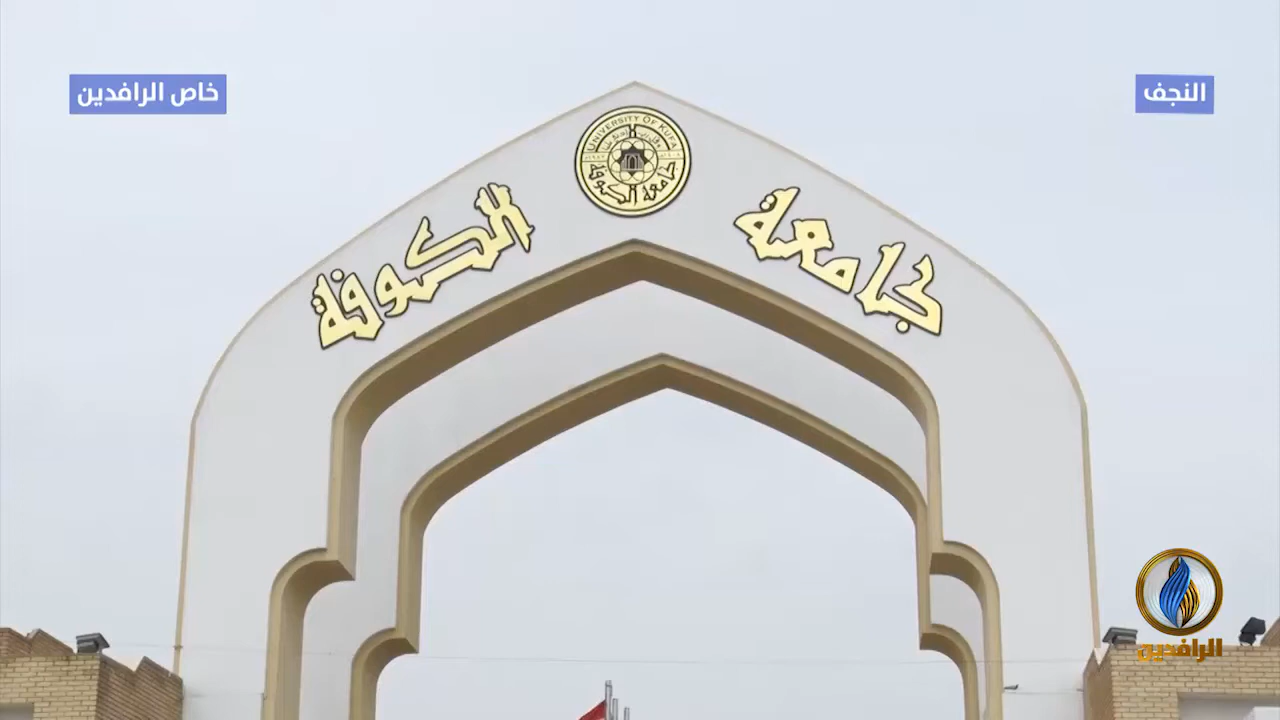 النجف
خاص الرافدين
UNIVERSITY OF KUFA
جامعة الكوفة
جامعة الكوفة
الرافدين